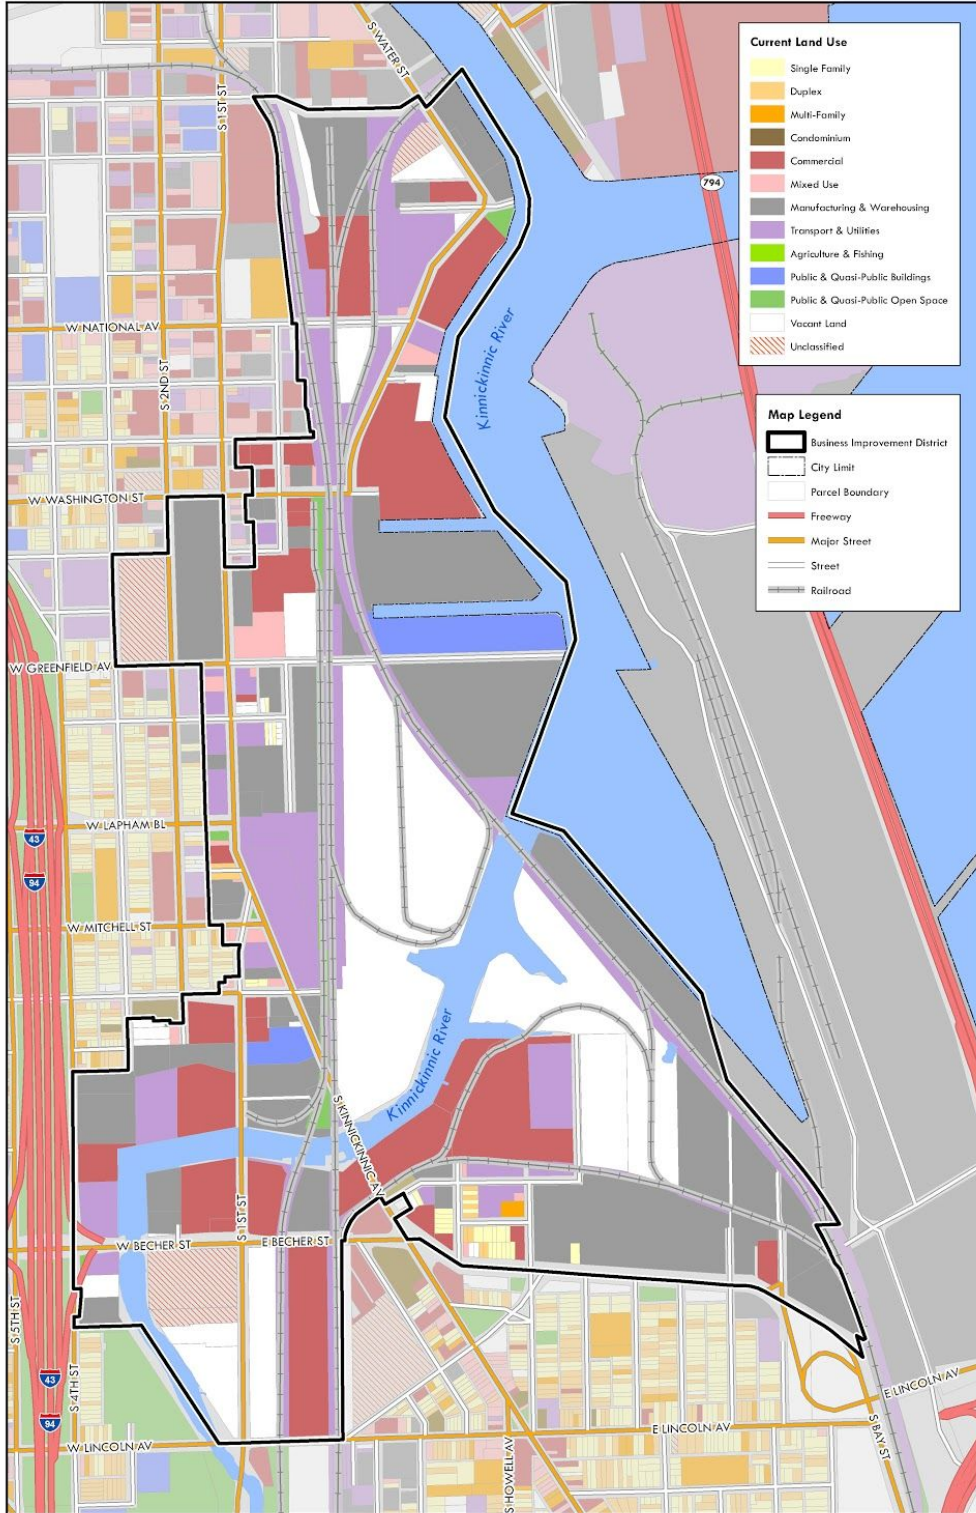 S WATER ST
S 1ST ST
794
W NATIONAL AV
S 2ND ST
Kinnickinnic River
W WASHINGTON ST
W GREENFIELD AV
W LAPHAM BL
43
94
W MITCHELL ST
Kinnickinnic River
S KINNICKINNIC AV
S 1ST ST
W BECHER ST
E BECHER ST
S 5TH ST
S 4TH ST
43
94
W LINCOLN AV
S HOWELL AV
E LINCOLN AV
E LINCOLN AV
S BAY ST
Current Land Use
Single Family
Duplex
Multi-Family
Condominium
Commercial
Mixed Use
Manufacturing & Warehousing
Transport & Utilities
Agriculture & Fishing
Public & Quasi-Public Buildings
Public & Quasi-Public Open Space
Vacant Land
Unclassified
Map Legend
Business Improvement District
City Limit
Parcel Boundary
Freeway
Major Street
Street
Railroad